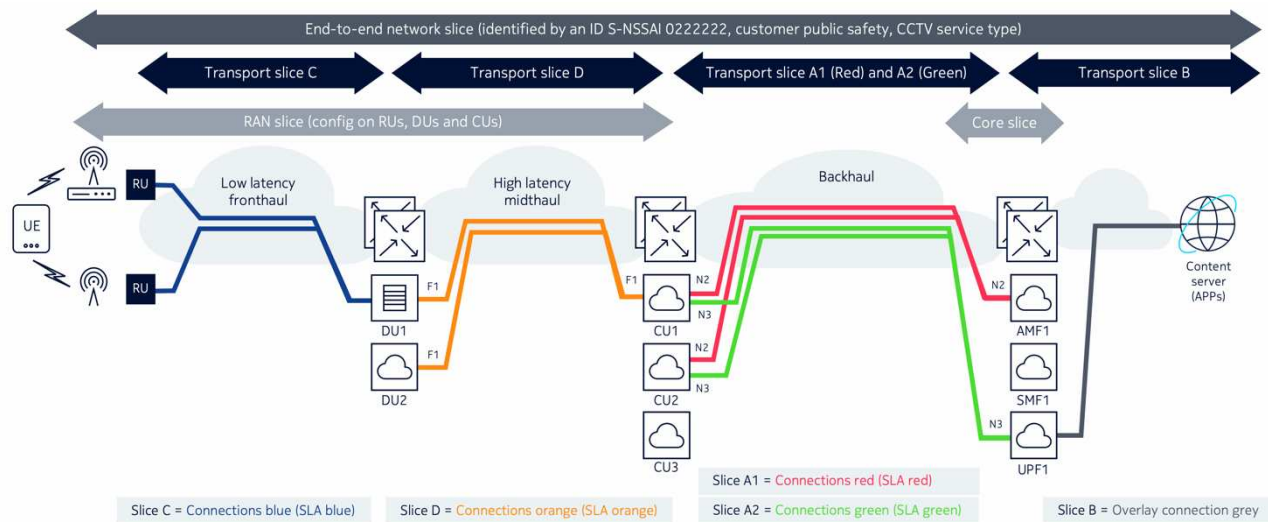 End-to-end network slice (identified by an ID S-NSSAI 0222222, customer public safety, CCTV service type)
Transport slice C
Transport slice D
Transport slice A1 (Red) and A2 (Green)
Transport slice B
RAN slice (config on RUs, DUs and CUs)
Core slice
UE
RU
RU
Low latency
fronthaul
High latency
midthaul
Backhaul
F1
F1
F1
DU1
DU2
N2
N3
N2
N3
CU1
CU2
CU3
N2
N3
AMF1
SMF1
UPF1
Content
server
(APPs)
Slice C = Connections blue (SLA blue)
Slice D = Connections orange (SLA orange)
Slice A1 = Connections red (SLA red)
Slice A2 = Connections green (SLA green)
Slice B = Overlay connection grey